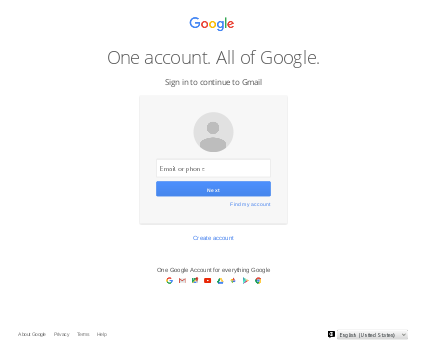 Google
One account. All of Google.
Sign in to continue to Gmail
Email or phone
Next
Find my account
Create account
One Google Account for everything Google
About Google Privacy Terms Help
English (United States)